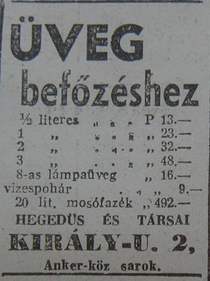 ÜVEG
befőzéshez
½ literes „ „ „ P 13.—
1 „ „ „ 23.—
2 „ „ „ 32.—
3 „ „ „ 48.—
8-as lámpaüveg „ 16.—
vizespohár . „ 9.—
20 lit. mosófazék „ 492.—
HEGEDŰS ÉS TÁRSAI
KIRÁLY-U. 2,
Anker-köz sarok.